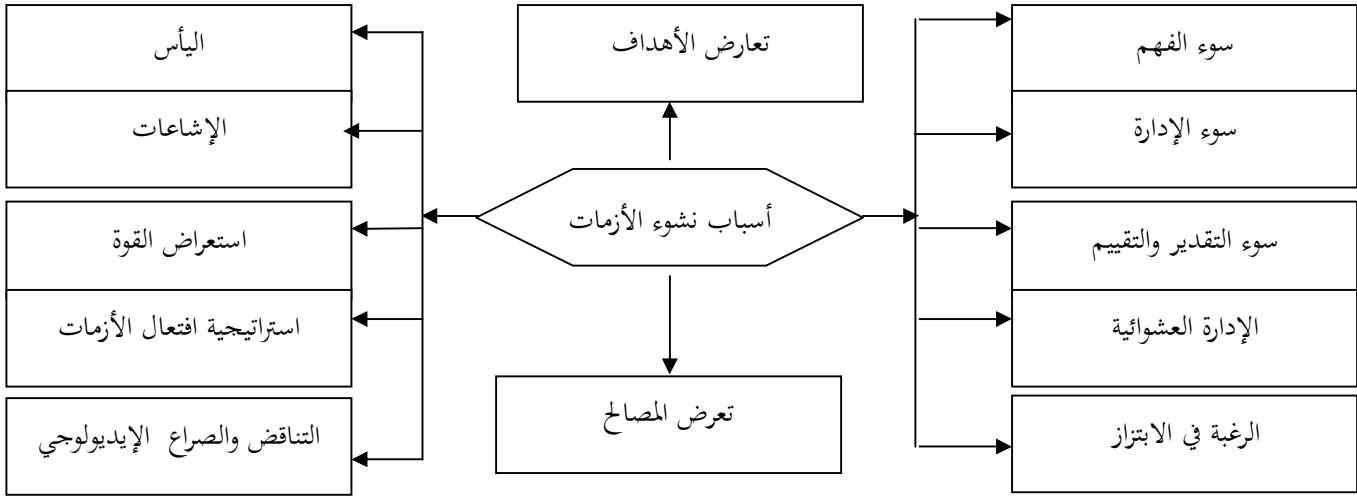 سوء الفهم
تعارض الأهداف
اليأس
سوء الإدارة
الإشاعات
أسباب نشوء الأزمات
سوء التقدير والتقييم
استعراض القوة
الإدارة العشوائية
استراتيجية افتعال الأزمات
تعرض المصالح
الرغبة في الابتزاز
التناقض والصراع الإيديولوجي